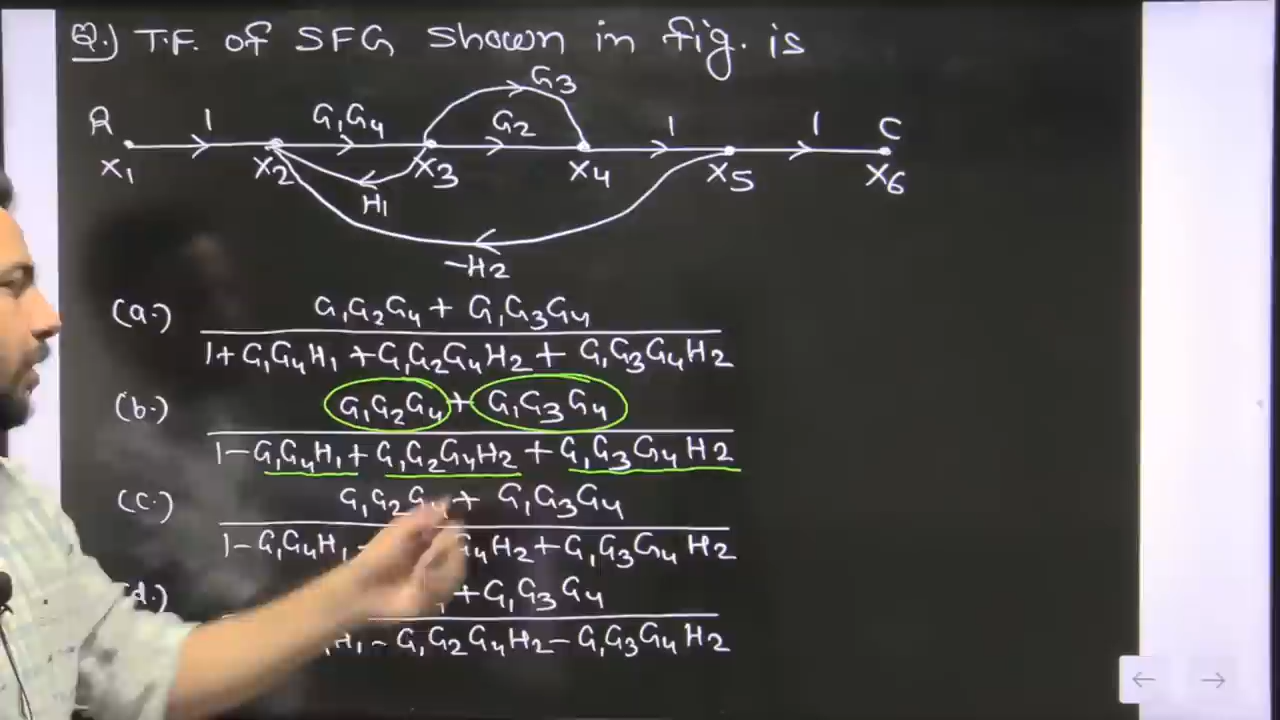 Q.) T.F. of SFG shown in fig. is
G3
R 1 G1G4 G2 1 1 C
X1 X2 X3 X4 X5 X6
H1
-H2
(a.) G1G2G4 + G1G3G4
1 + G1G4H1 + G1G2G4H2 + G1G3G4H2
(b.) G1G2G4 + G1G3G4
1 - G1G4H1 + G1G2G4H2 + G1G3G4H2
(c.) G1G2G4 + G1G3G4
1 - G1G4H1 G4H2 + G1G3G4H2
d.) + G1G3G4
H1 - G1G2G4H2 - G1G3G4H2
← →